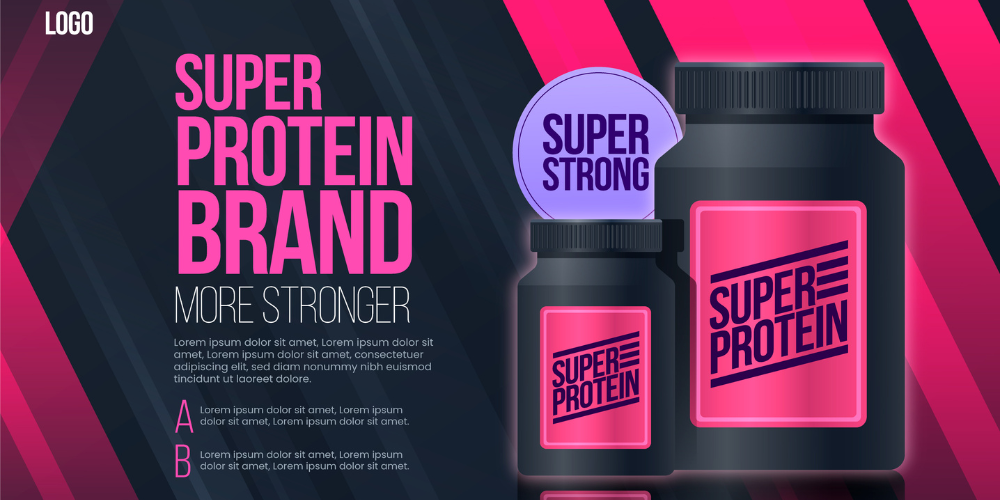 LOGO
SUPER
PROTEIN
BRAND
MORE STRONGER
Lorem ipsum dolor sit amet, Lorem ipsum dolor sit
amet, Lorem ipsum dolor sit amet, consectetuer
adipiscing elit, sed diam nonummy nibh euismod
tincidunt ut laoreet dolore.
A
Lorem ipsum dolor sit amet, Lorem ipsum
dolor sit amet, Lorem ipsum dolor sit amet.
B
Lorem ipsum dolor sit amet, Lorem ipsum
dolor sit amet, Lorem ipsum dolor sit amet.
SUPER
STRONG
SUPER
PROTEIN
SUPER
PROTEIN